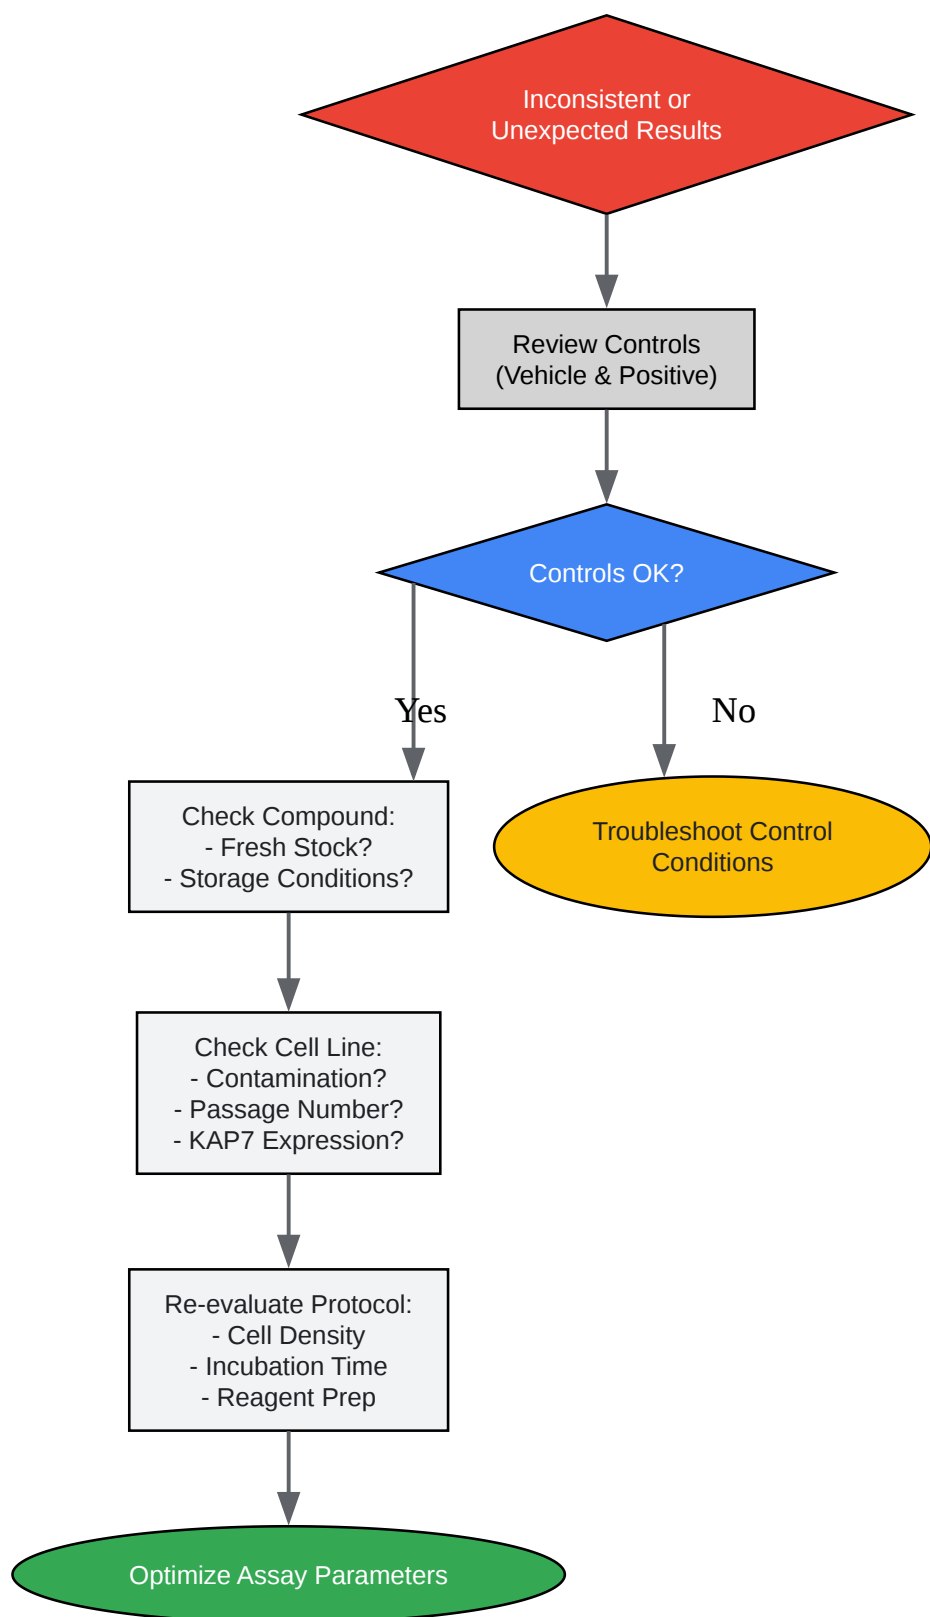 Inconsistent or
Unexpected Results
Review Controls
(Vehicle & Positive)
Controls OK?
Yes
No
Check Compound:
- Fresh Stock?
- Storage Conditions?
Troubleshoot Control
Conditions
Check Cell Line:
- Contamination?
- Passage Number?
- KAP7 Expression?
Re-evaluate Protocol:
- Cell Density
- Incubation Time
- Reagent Prep
Optimize Assay Parameters